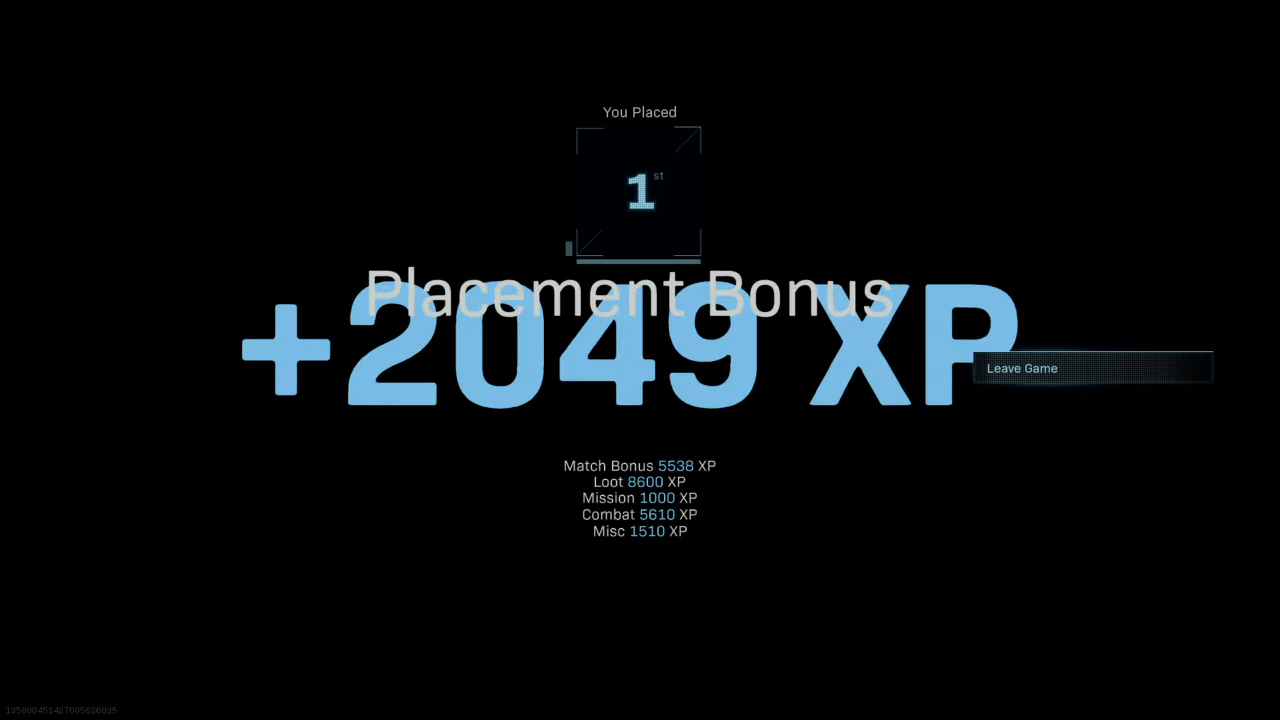 You Placed
1st
Placement Bonus
+2049 XP
Leave Game
Match Bonus 5538 XP
Loot 8600 XP
Mission 1000 XP
Combat 5610 XP
Misc 1510 XP